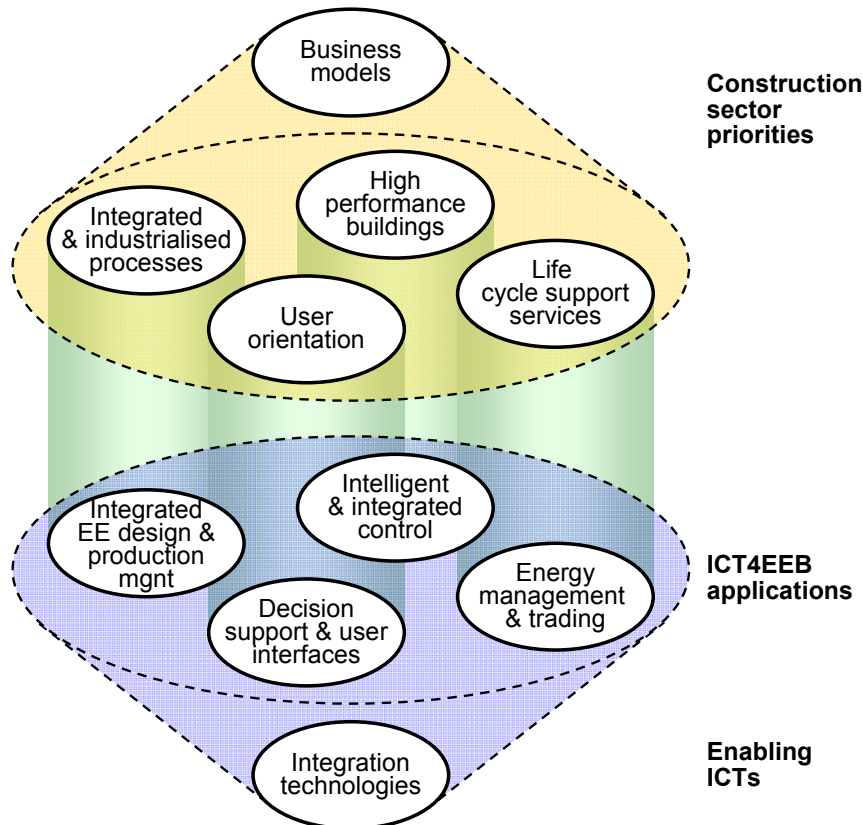 Business
models
Construction
sector
priorities
High
performance
buildings
Integrated
& industrialised
processes
Life
cycle support
services
User
orientation
Intelligent
& integrated
control
Integrated
EE design &
production
mgnt
ICT4EEB
applications
Energy
management
& trading
Decision
support & user
interfaces
Integration
technologies
Enabling
ICTs